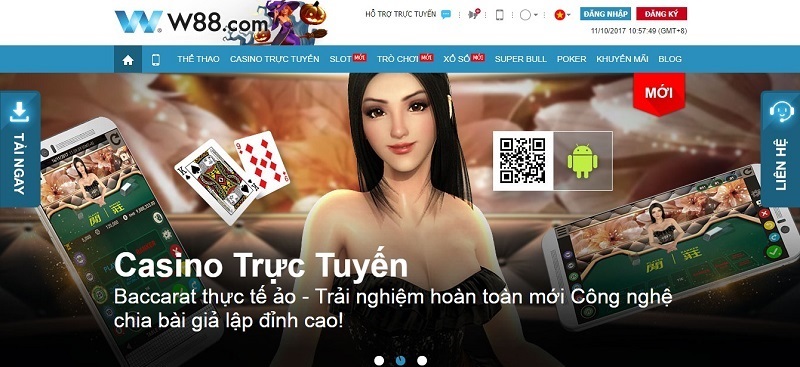 W88.com
HỖ TRỢ TRỰC TUYẾN
ĐĂNG NHẬP
ĐĂNG KÝ
11/10/2017 10:57:49 (GMT+8)
THỂ THAO
CASINO TRỰC TUYẾN
SLOT MỚI
TRÒ CHƠI MỚI
XỔ SỐ MỚI
SUPER BULL
POKER
KHUYẾN MÃI
BLOG
MỚI
TẢI NGAY
LIÊN HỆ
Casino Trực Tuyến
Baccarat thực tế ảo - Trải nghiệm hoàn toàn mới Công nghệ
chia bài giả lập đỉnh cao!